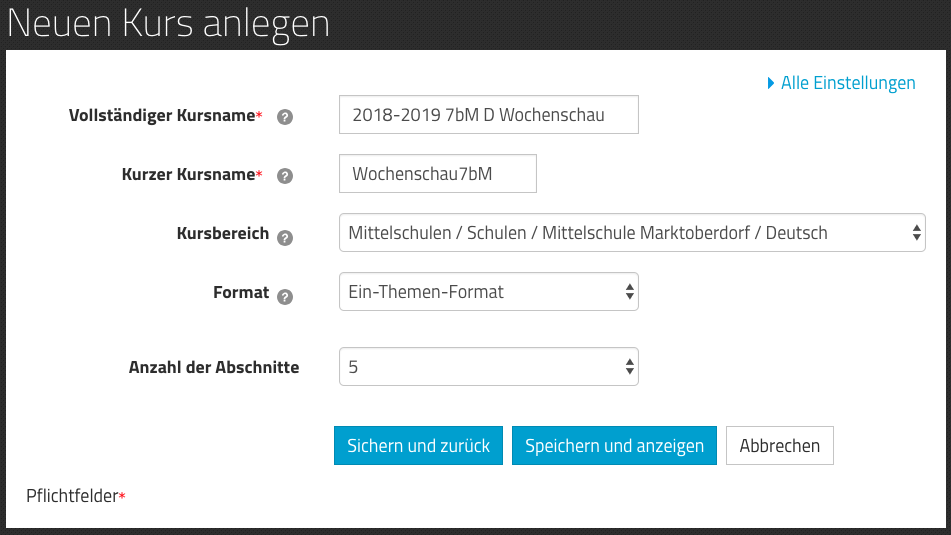 Neuen Kurs anlegen
Alle Einstellungen
Vollständiger Kursname* ? 2018-2019 7bM D Wochenschau
Kurzer Kursname* ? Wochenschau7bM
Kursbereich ? Mittelschulen / Schulen / Mittelschule Marktoberdorf / Deutsch
Format ? Ein-Themen-Format
Anzahl der Abschnitte 5
Sichern und zurück Speichern und anzeigen Abbrechen
Pflichtfelder*